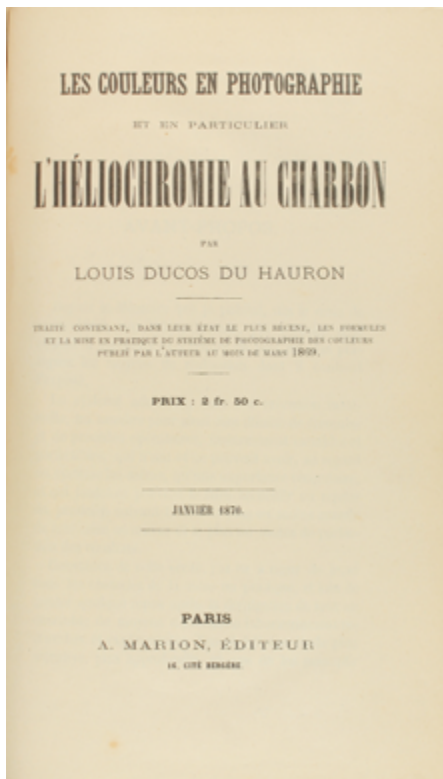 LES COULEURS EN PHOTOGRAPHIE
ET EN PARTICULIER
L'HÉLIOCHROMIE AU CHARBON
PAR
LOUIS DUCOS DU HAURON
TRAITÉ CONTENANT, DANS LEUR ÉTAT LE PLUS RÉCENT, LES FORMULES
ET LA MISE EN PRATIQUE DU SYSTÈME DE PHOTOGRAPHIE DES COULEURS
PUBLIÉ PAR L'AUTEUR AU MOIS DE MARS 1869.
PRIX : 2 fr. 50 c.
JANVIER 1870.
PARIS
A. MARION, ÉDITEUR
16, CITÉ BERGÈRE